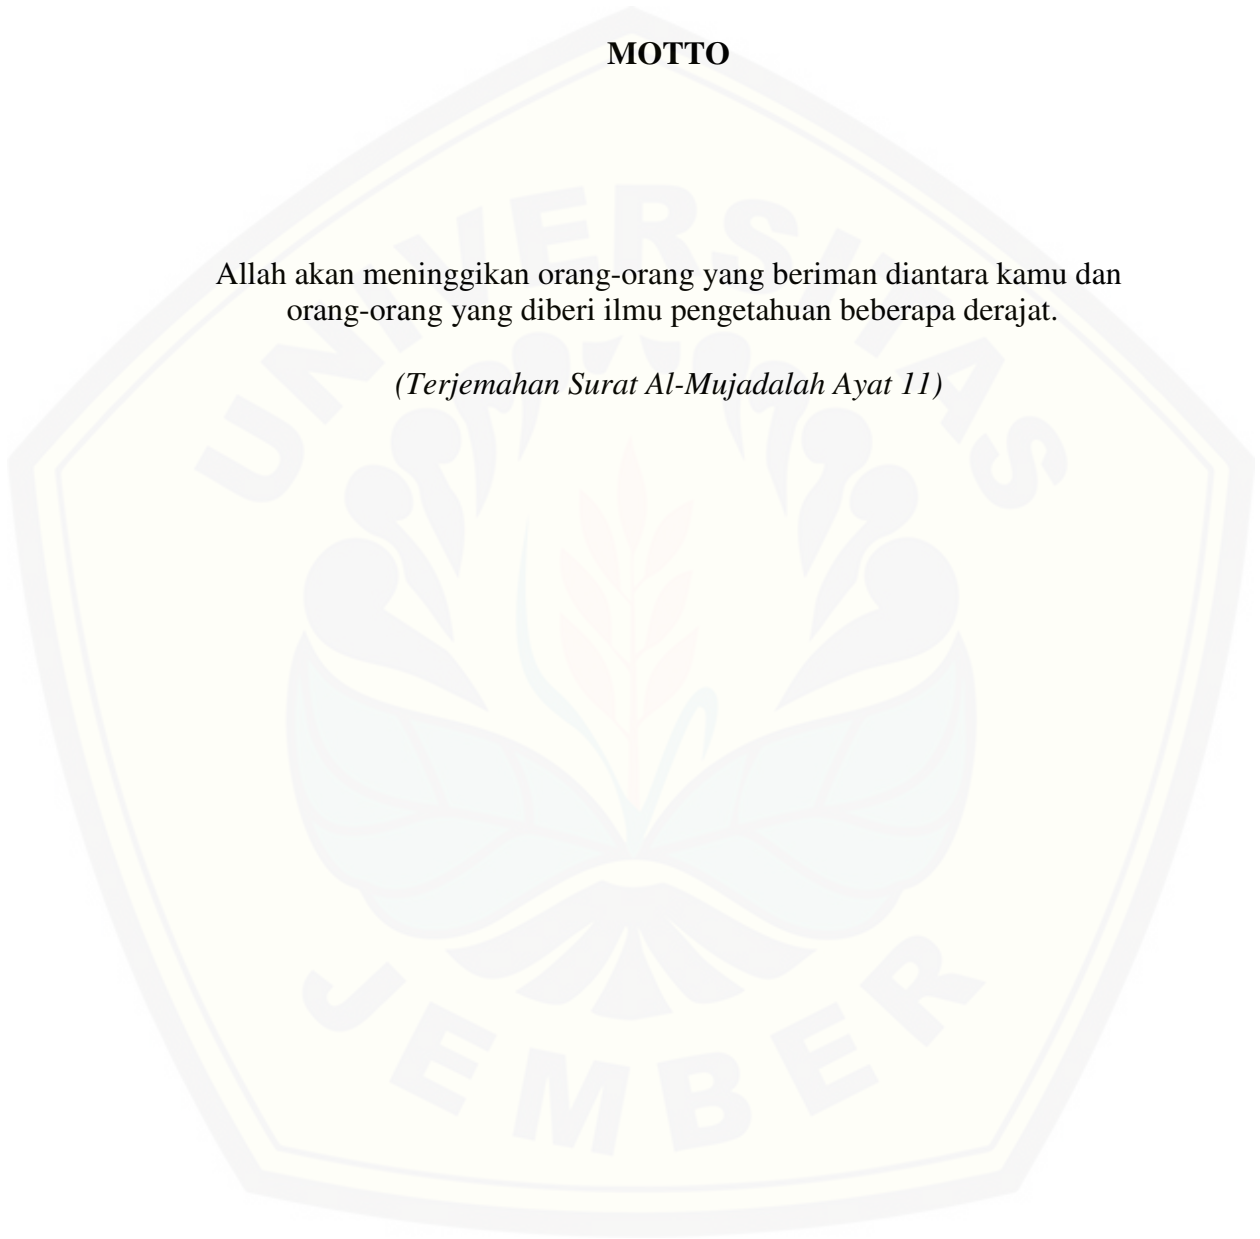 MOTTO
UNIVERSITAS
Allah akan meninggikan orang-orang yang beriman diantara kamu dan
orang-orang yang diberi ilmu pengetahuan beberapa derajat.
(Terjemahan Surat Al-Mujadalah Ayat 11)
JEMBER